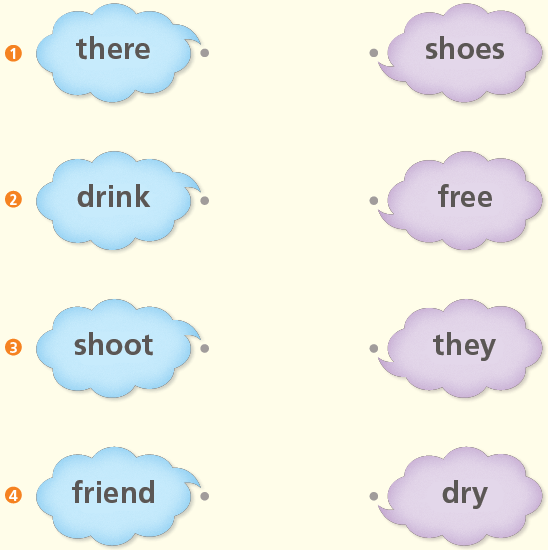 1 there shoes
2 drink free
3 shoot they
4 friend dry